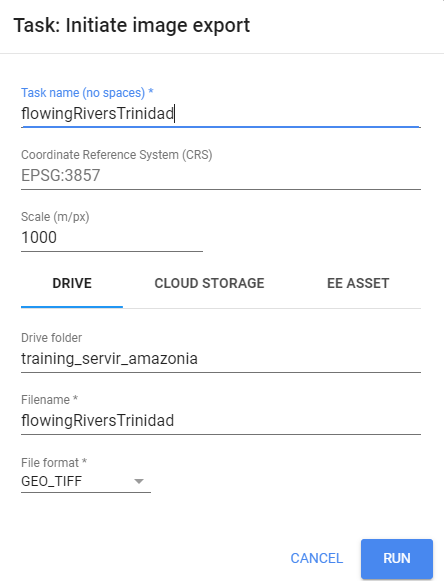 Task: Initiate image export
Task name (no spaces) *
flowingRiversTrinidad
Coordinate Reference System (CRS)
EPSG:3857
Scale (m/px)
1000
DRIVE CLOUD STORAGE EE ASSET
Drive folder
training_servir_amazonia
Filename *
flowingRiversTrinidad
File format *
GEO_TIFF
CANCEL RUN